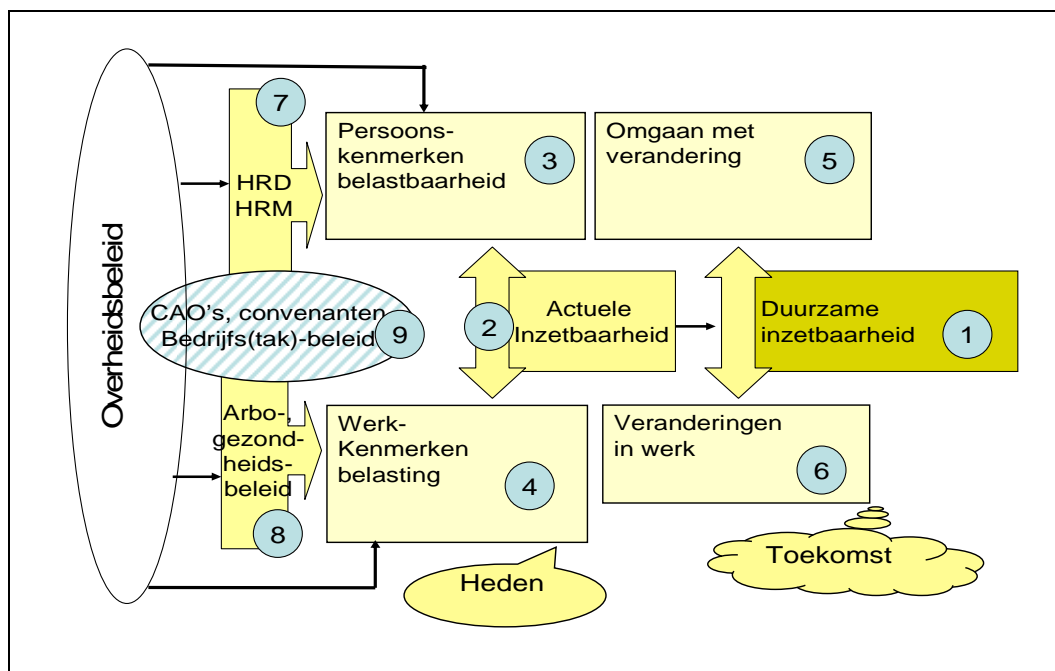 Overheidsbeleid
7
HRD
HRM
Persoons-
kenmerken
belastbaarheid
3
Omgaan met
verandering
5
CAO's, convenanten
Bedrijfs(tak)-beleid
9
2
Actuele
Inzetbaarheid
Duurzame
inzetbaarheid
1
Arbo-,
gezond-
heids-
beleid
8
Werk-
Kenmerken
belasting
4
Veranderingen
in werk
6
Heden
Toekomst